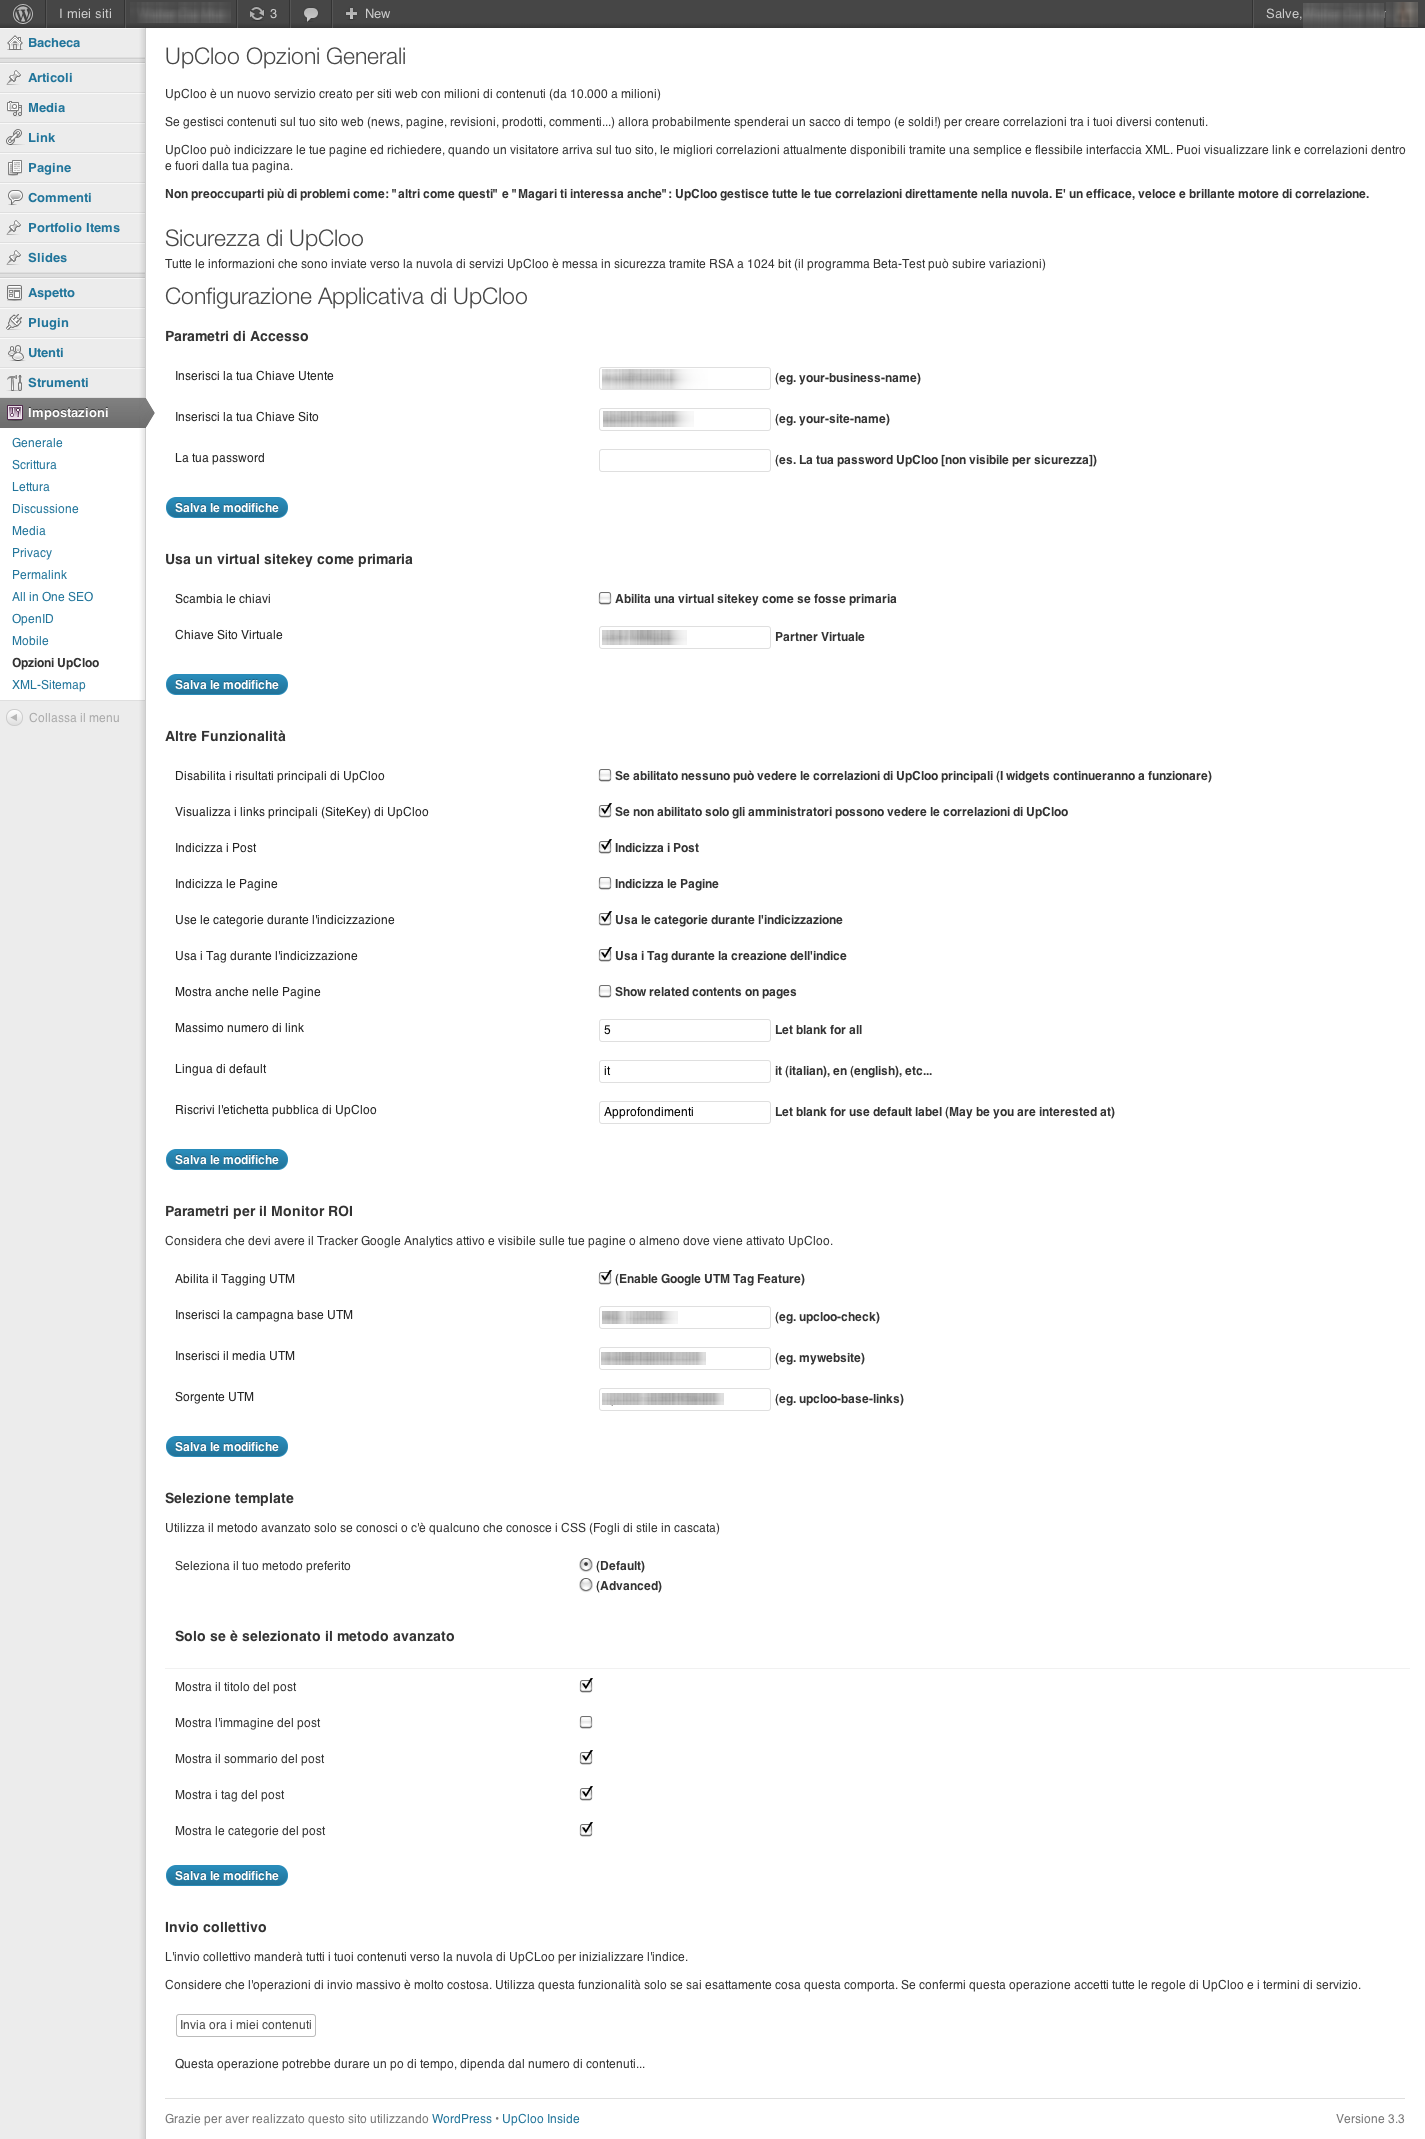 I miei siti
3
New
Salve,
Bacheca
Articoli
Media
Link
Pagine
Commenti
Portfolio Items
Slides
Aspetto
Plugin
Utenti
Strumenti
Impostazioni
Generale
Scrittura
Lettura
Discussione
Media
Privacy
Permalink
All in One SEO
OpenID
Mobile
Opzioni UpCloo
XML-Sitemap
Collassa il menu
UpCloo Opzioni Generali
UpCloo è un nuovo servizio creato per siti web con milioni di contenuti (da 10.000 a milioni)
Se gestisci contenuti sul tuo sito web (news, pagine, revisioni, prodotti, commenti...) allora probabilmente spenderai un sacco di tempo (e soldi!) per creare correlazioni tra i tuoi diversi contenuti.
UpCloo può indicizzare le tue pagine ed richiedere, quando un visitatore arriva sul tuo sito, le migliori correlazioni attualmente disponibili tramite una semplice e flessibile interfaccia XML. Puoi visualizzare link e correlazioni dentro
e fuori dalla tua pagina.
Non preoccuparti più di problemi come: "altri come questi" e "Magari ti interessa anche": UpCloo gestisce tutte le tue correlazioni direttamente nella nuvola. E' un efficace, veloce e brillante motore di correlazione.
Sicurezza di UpCloo
Tutte le informazioni che sono inviate verso la nuvola di servizi UpCloo è messa in sicurezza tramite RSA a 1024 bit (il programma Beta-Test può subire variazioni)
Configurazione Applicativa di UpCloo
Parametri di Accesso
Inserisci la tua Chiave Utente (eg. your-business-name)
Inserisci la tua Chiave Sito (eg. your-site-name)
La tua password (es. La tua password UpCloo [non visibile per sicurezza])
Salva le modifiche
Usa un virtual sitekey come primaria
Scambia le chiavi Abilita una virtual sitekey come se fosse primaria
Chiave Sito Virtuale Partner Virtuale
Salva le modifiche
Altre Funzionalità
Disabilita i risultati principali di UpCloo Se abilitato nessuno può vedere le correlazioni di UpCloo principali (I widgets continueranno a funzionare)
Visualizza i links principali (SiteKey) di UpCloo Se non abilitato solo gli amministratori possono vedere le correlazioni di UpCloo
Indicizza i Post Indicizza i Post
Indicizza le Pagine Indicizza le Pagine
Use le categorie durante l'indicizzazione Usa le categorie durante l'indicizzazione
Usa i Tag durante l'indicizzazione Usa i Tag durante la creazione dell'indice
Mostra anche nelle Pagine Show related contents on pages
Massimo numero di link 5 Let blank for all
Lingua di default it it (italian), en (english), etc...
Riscrivi l'etichetta pubblica di UpCloo Approfondimenti Let blank for use default label (May be you are interested at)
Salva le modifiche
Parametri per il Monitor ROI
Considera che devi avere il Tracker Google Analytics attivo e visibile sulle tue pagine o almeno dove viene attivato UpCloo.
Abilita il Tagging UTM (Enable Google UTM Tag Feature)
Inserisci la campagna base UTM (eg. upcloo-check)
Inserisci il media UTM (eg. mywebsite)
Sorgente UTM (eg. upcloo-base-links)
Salva le modifiche
Selezione template
Utilizza il metodo avanzato solo se conosci o c'è qualcuno che conosce i CSS (Fogli di stile in cascata)
Seleziona il tuo metodo preferito (Default)
(Advanced)
Solo se è selezionato il metodo avanzato
Mostra il titolo del post
Mostra l'immagine del post
Mostra il sommario del post
Mostra i tag del post
Mostra le categorie del post
Salva le modifiche
Invio collettivo
L'invio collettivo manderà tutti i tuoi contenuti verso la nuvola di UpCLoo per inizializzare l'indice.
Considere che l'operazioni di invio massivo è molto costosa. Utilizza questa funzionalità solo se sai esattamente cosa questa comporta. Se confermi questa operazione accetti tutte le regole di UpCloo e i termini di servizio.
Invia ora i miei contenuti
Questa operazione potrebbe durare un po di tempo, dipenda dal numero di contenuti...
Grazie per aver realizzato questo sito utilizzando WordPress • UpCloo Inside
Versione 3.3